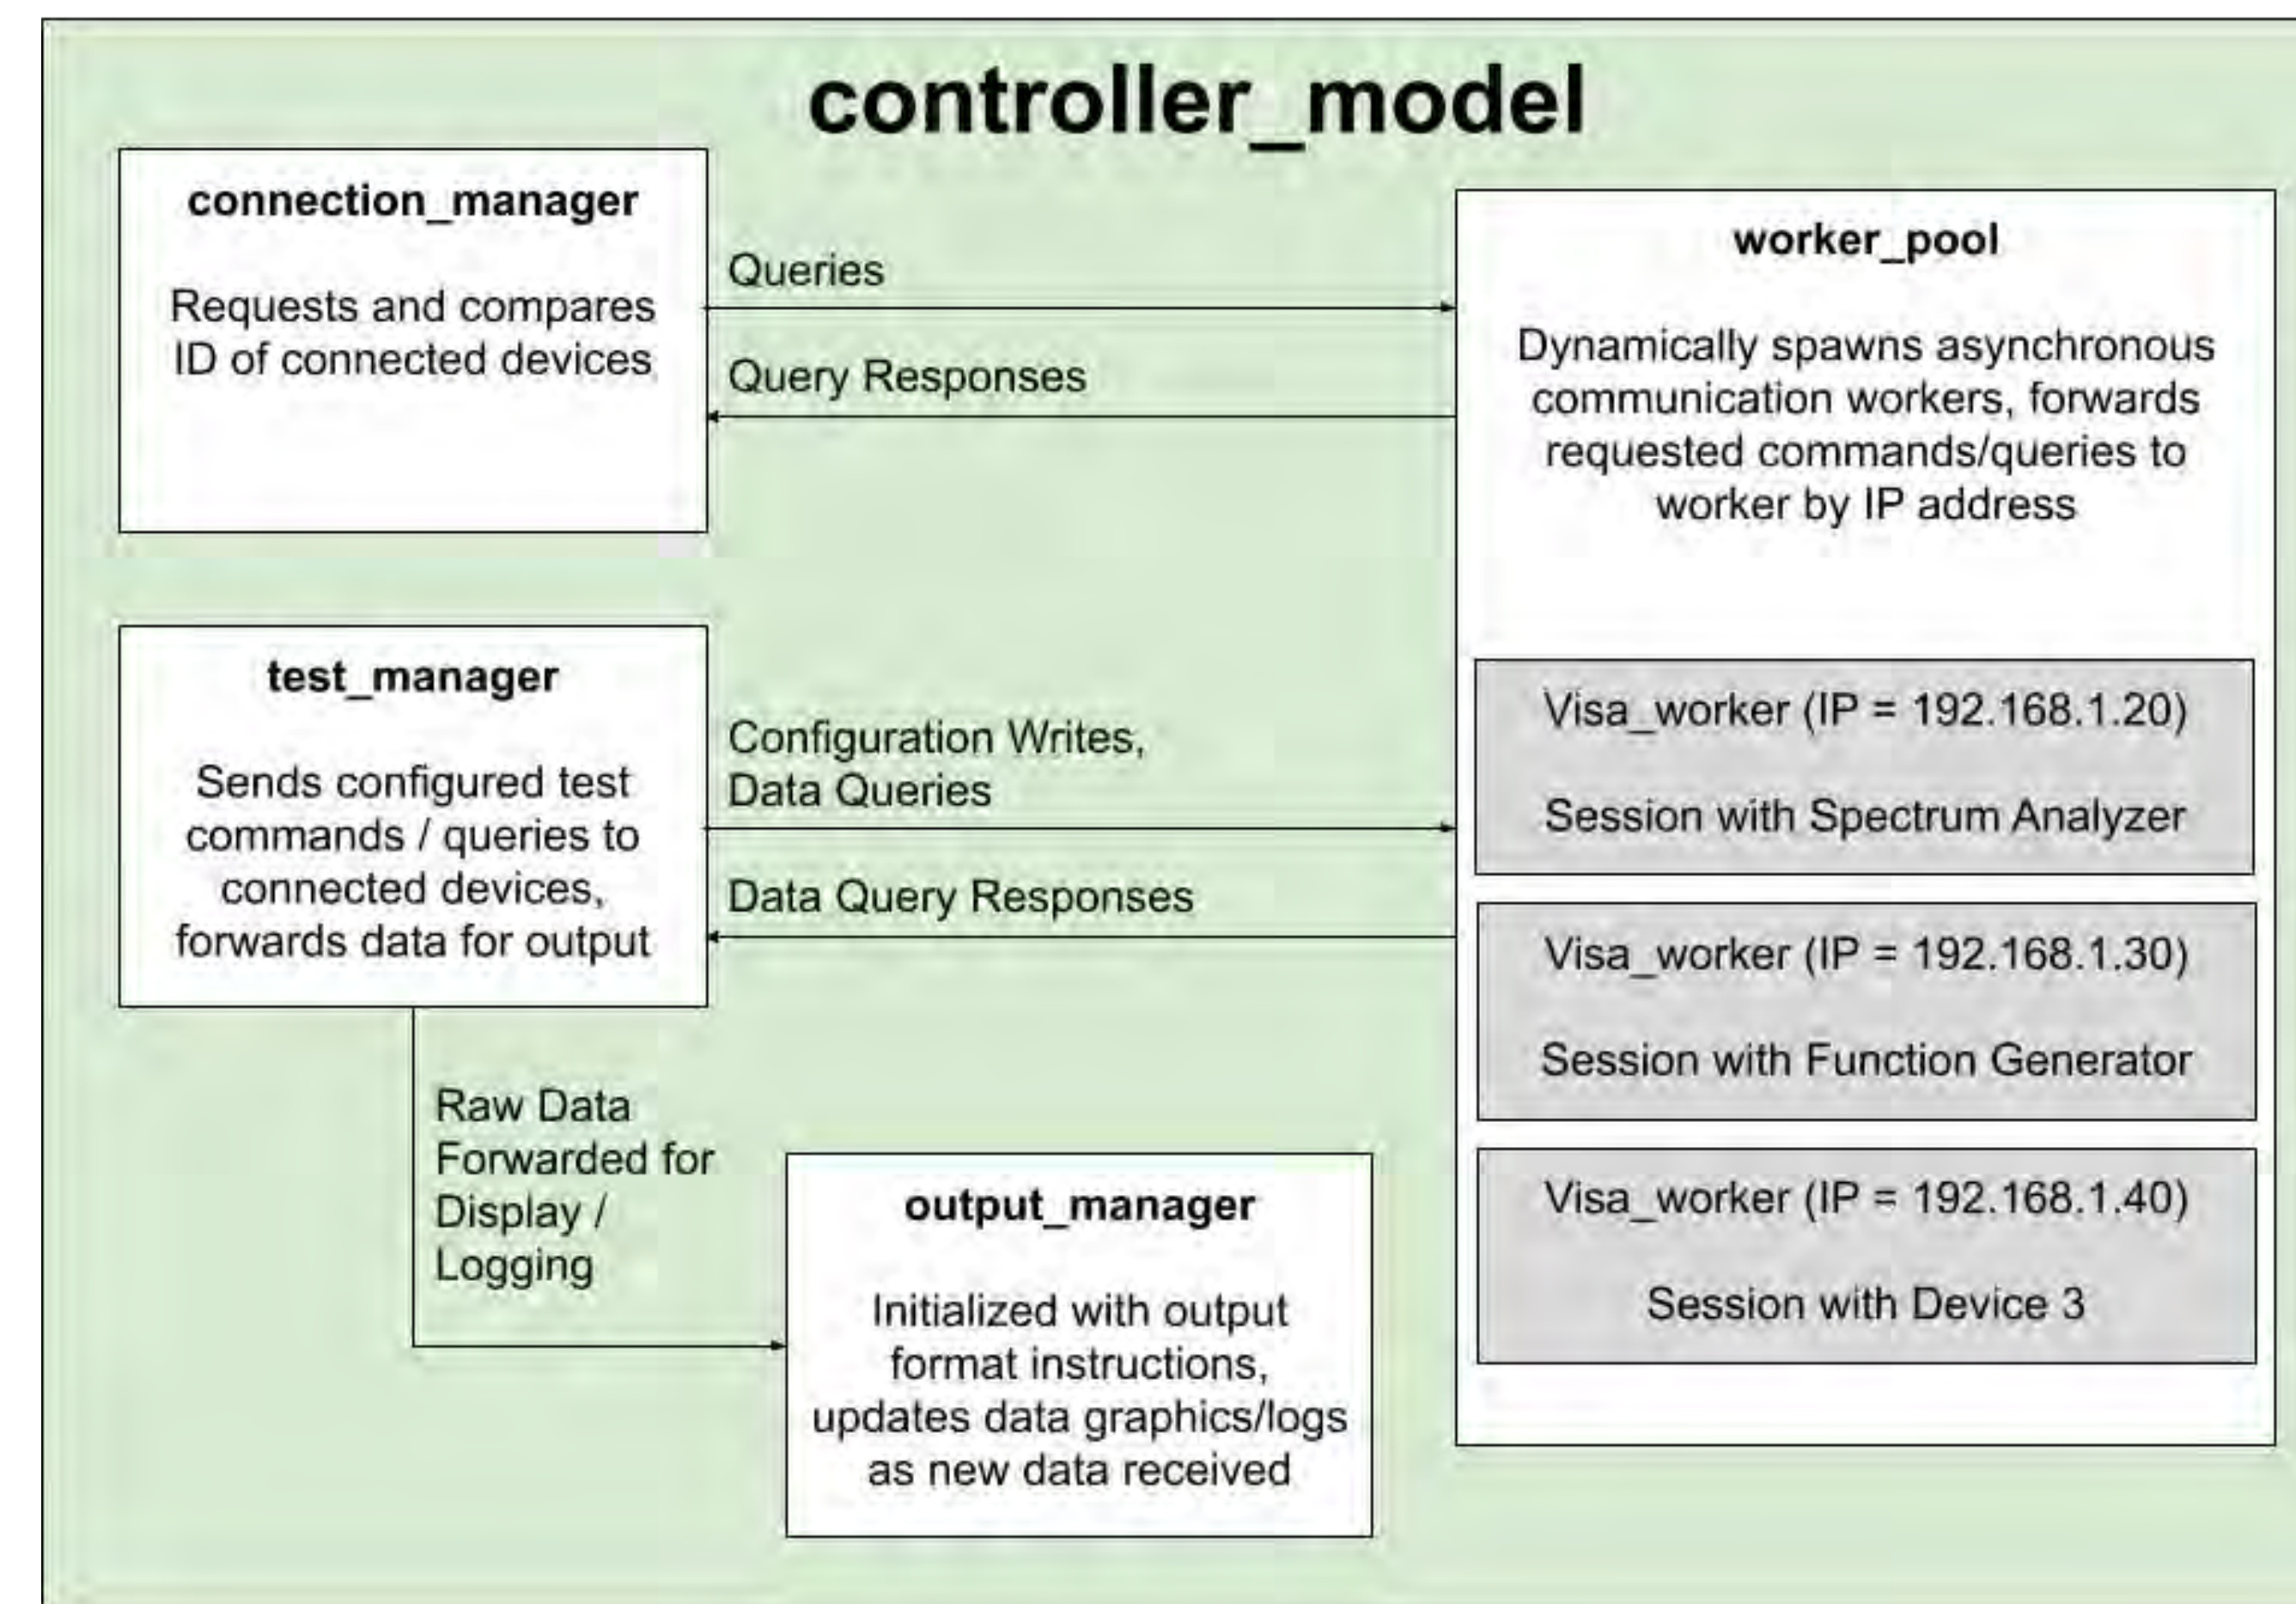 controller_model
connection_manager
Requests and compares
ID of connected devices
Queries
Query Responses
worker_pool
Dynamically spawns asynchronous
communication workers, forwards
requested commands/queries to
worker by IP address
test_manager
Sends configured test
commands / queries to
connected devices,
forwards data for output
Configuration Writes,
Data Queries
Data Query Responses
Visa_worker (IP = 192.168.1.20)
Session with Spectrum Analyzer
Visa_worker (IP = 192.168.1.30)
Session with Function Generator
Visa_worker (IP = 192.168.1.40)
Session with Device 3
Raw Data
Forwarded for
Display /
Logging
output_manager
Initialized with output
format instructions,
updates data graphics/logs
as new data received